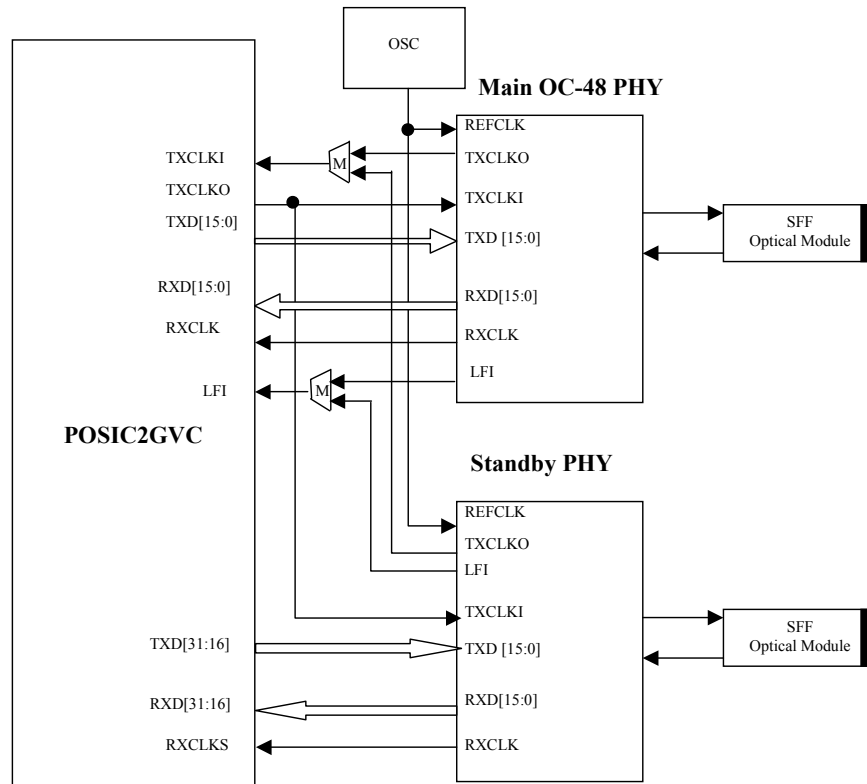 OSC
Main OC-48 PHY
REFCLK
TXCLKO
TXCLKI
TXD [15:0]
RXD[15:0]
RXCLK
LFI
SFF
Optical Module
TXCLKI
TXCLKO
TXD[15:0]
RXD[15:0]
RXCLK
LFI
M
M
POSIC2GVC
Standby PHY
REFCLK
TXCLKO
LFI
TXCLKI
TXD [15:0]
RXD[15:0]
RXCLK
SFF
Optical Module
TXD[31:16]
RXD[31:16]
RXCLKS